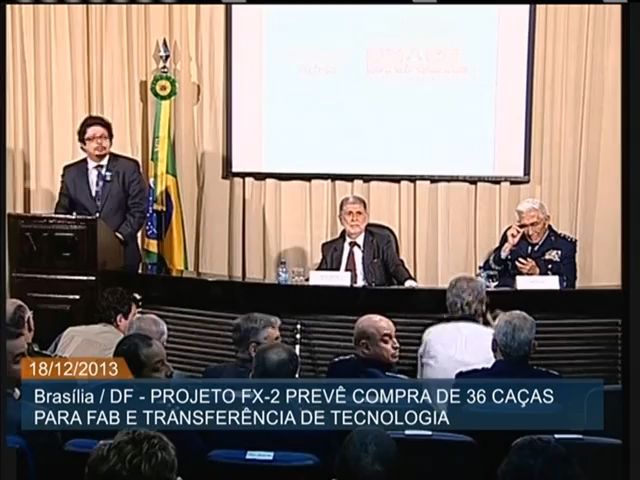 18/12/2013
Brasília / DF - PROJETO FX-2 PREVÊ COMPRA DE 36 CAÇAS
PARA FAB E TRANSFERÊNCIA DE TECNOLOGIA